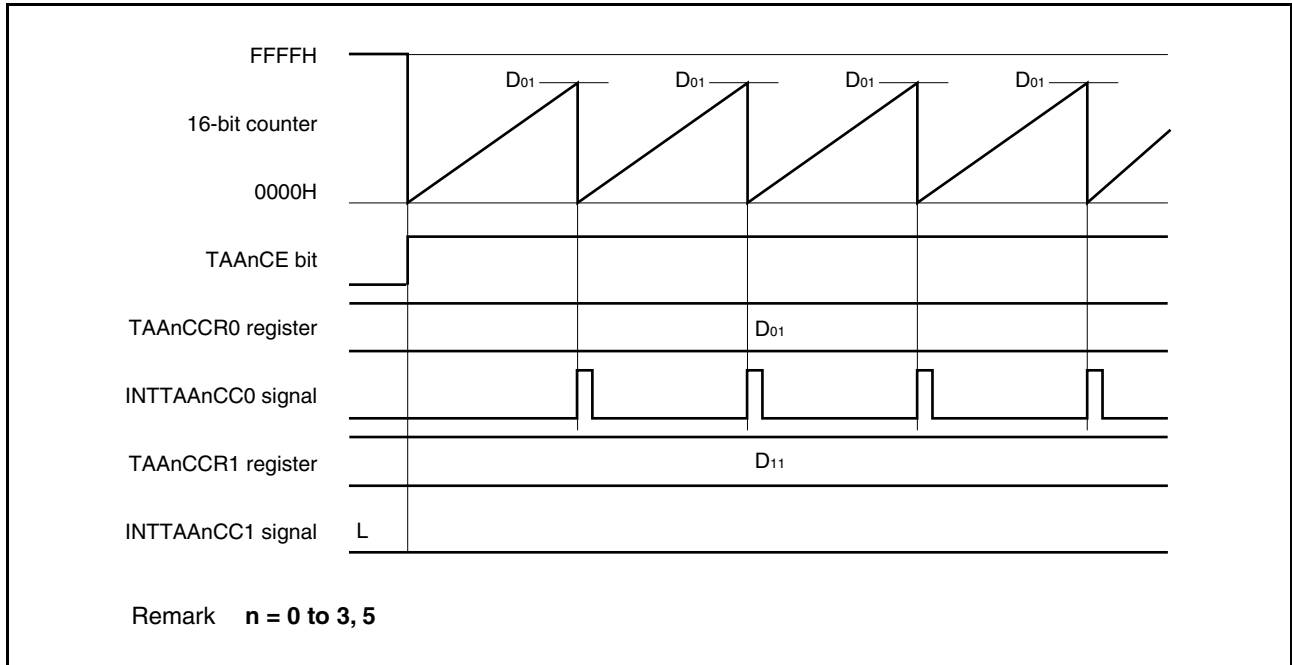 FFFFH
D01 D01 D01 D01
16-bit counter
0000H
TAAnCE bit
TAAnCCR0 register D01
INTTAAnCC0 signal
TAAnCCR1 register D11
INTTAAnCC1 signal L
Remark n = 0 to 3, 5